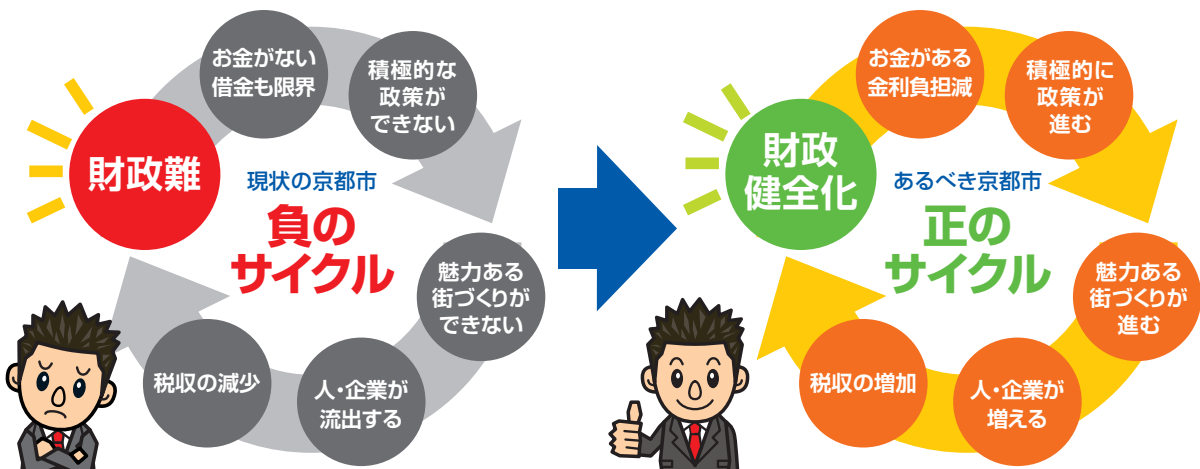 お金がない
借金も限界
積極的な
政策が
できない
財政難
現状の京都市
負の
サイクル
魅力ある
街づくりが
できない
人・企業が
流出する
税収の減少
お金がある
金利負担減
積極的に
政策が
進む
財政
健全化
あるべき京都市
正の
サイクル
魅力ある
街づくりが
進む
人・企業が
増える
税収の増加